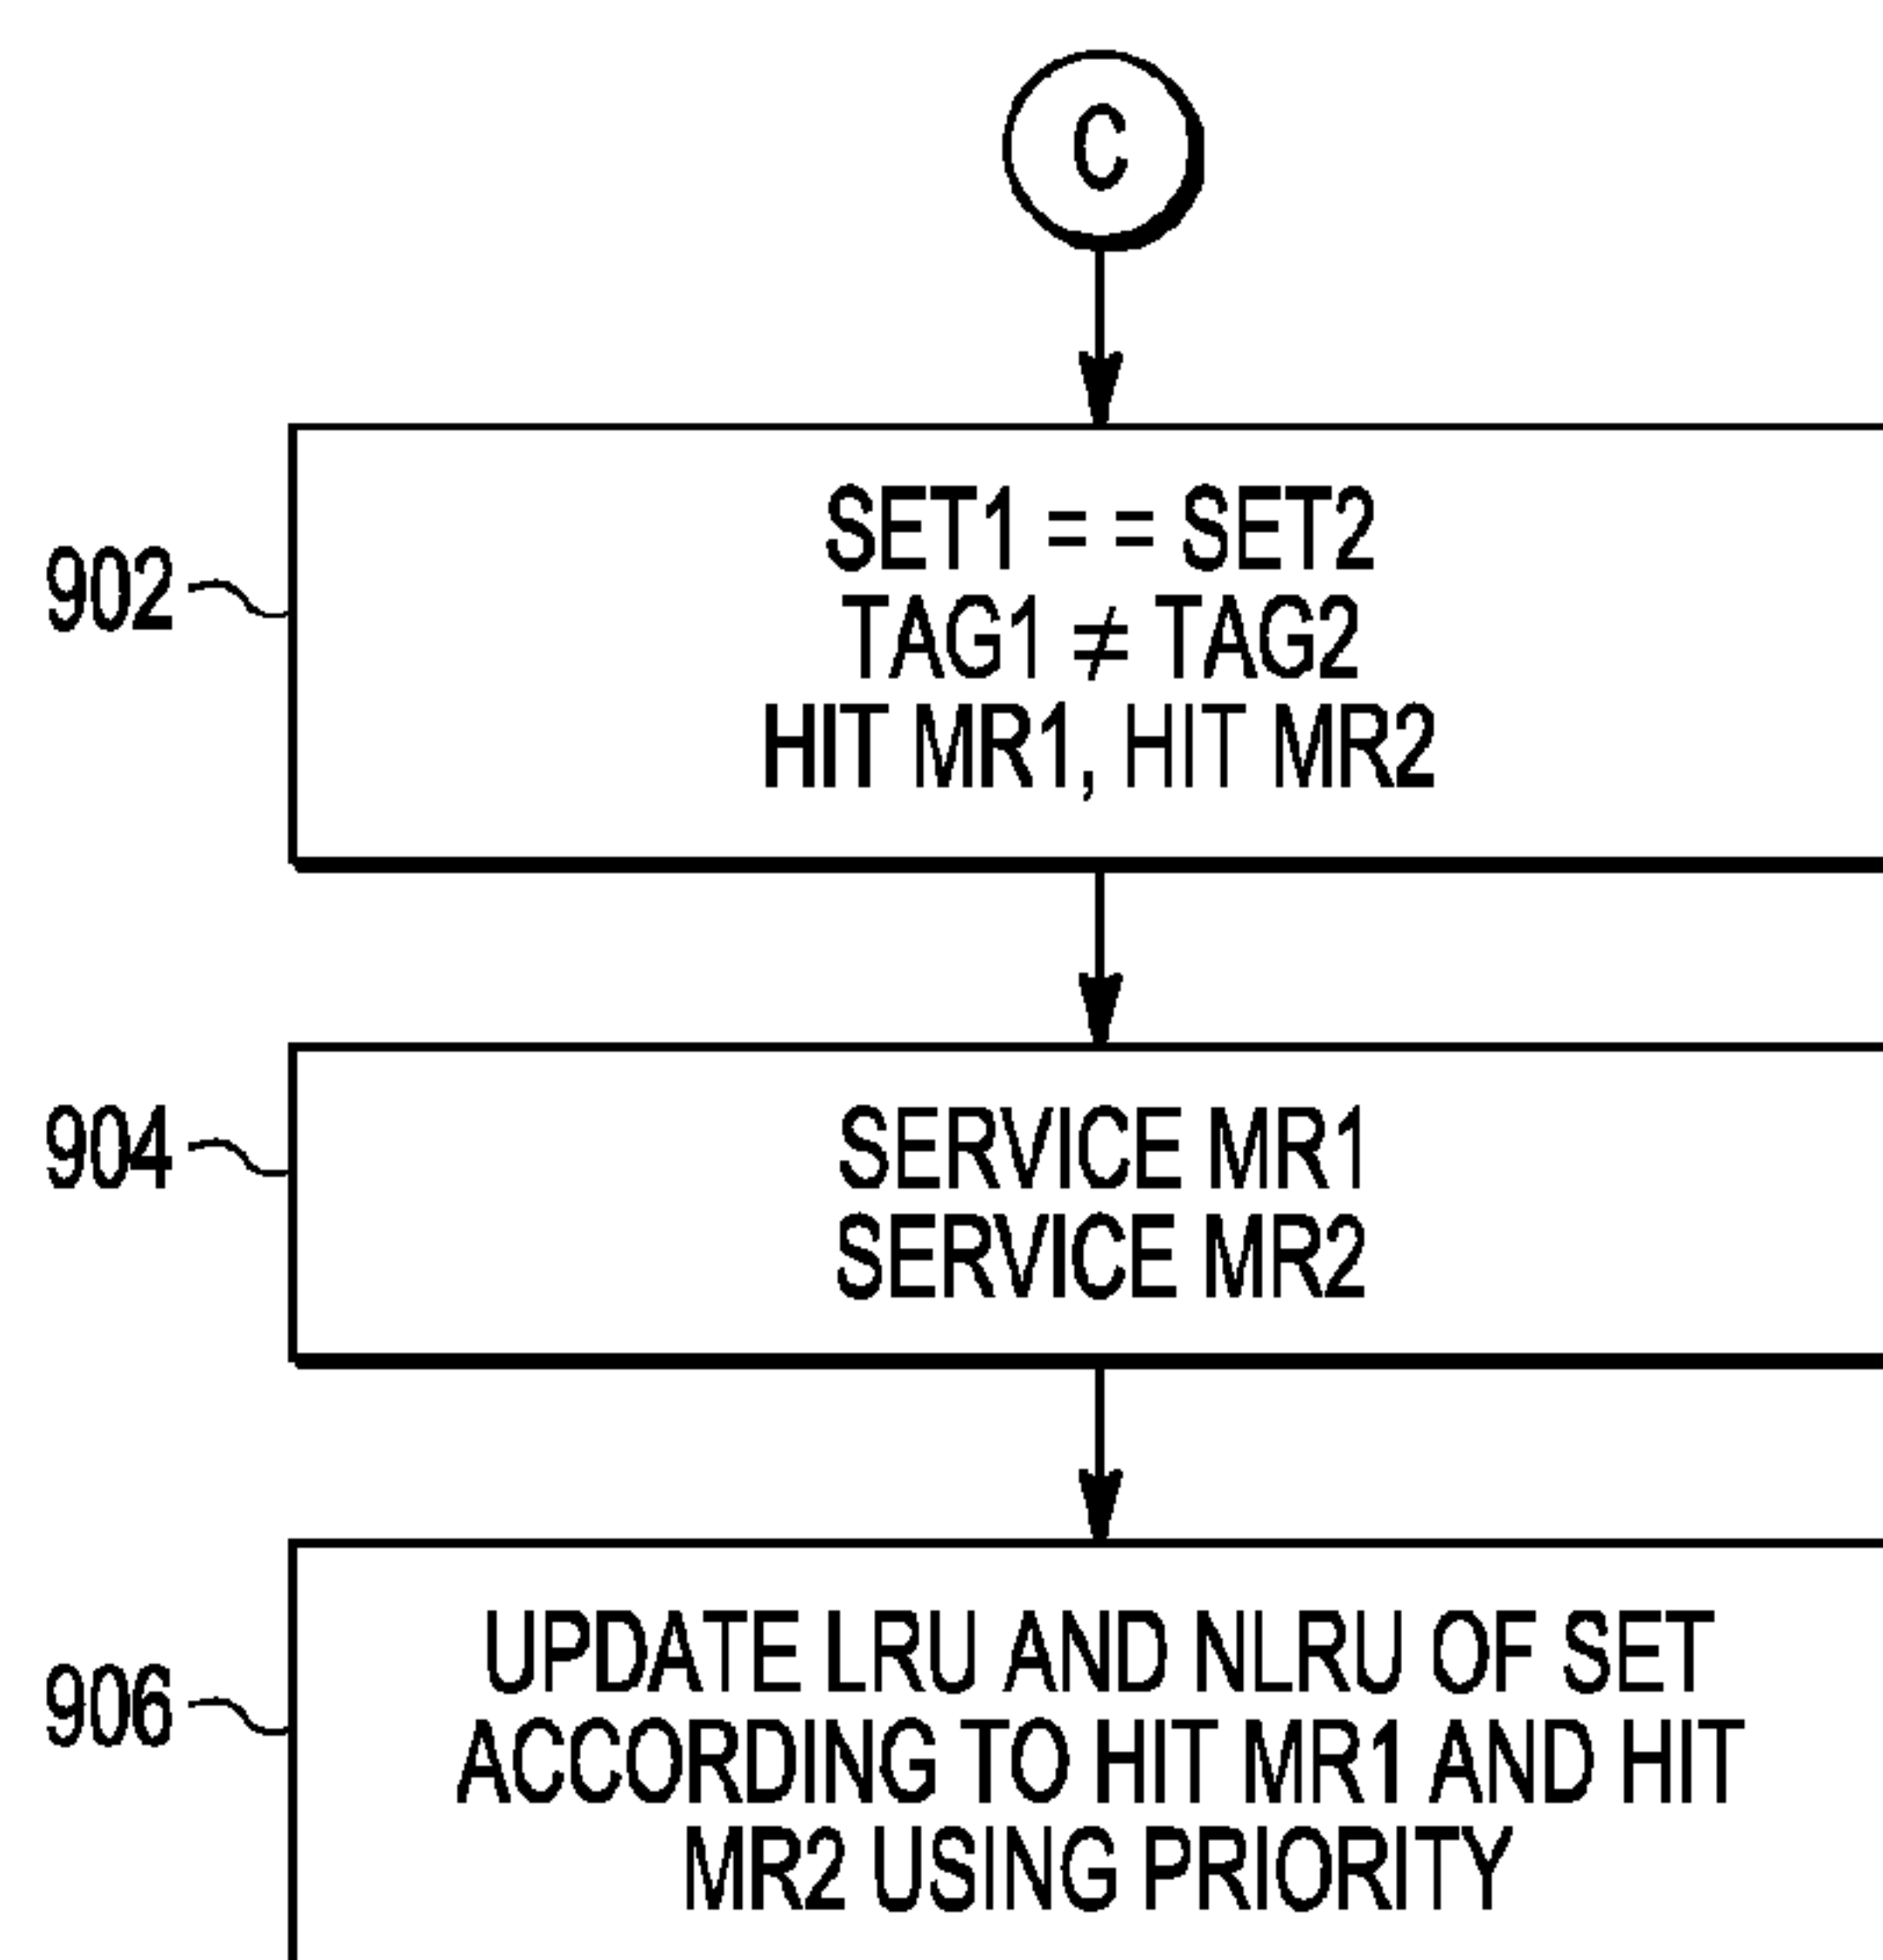 C
902
SET1 == SET2
TAG1 ≠ TAG2
HIT MR1, HIT MR2
904
SERVICE MR1
SERVICE MR2
906
UPDATE LRU AND NLRU OF SET
ACCORDING TO HIT MR1 AND HIT
MR2 USING PRIORITY